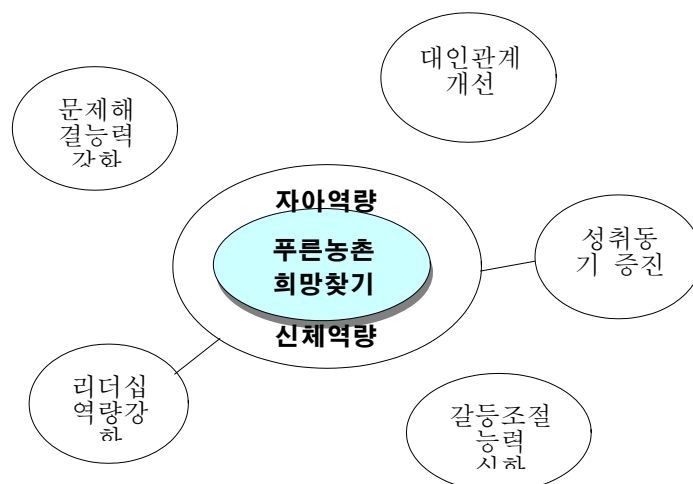 대인관계
개선
문제해
결능력
강화
자아역량
푸른농촌
희망찾기
신체역량
성취동
기 증진
리더십
역량강
화
갈등조절
능력